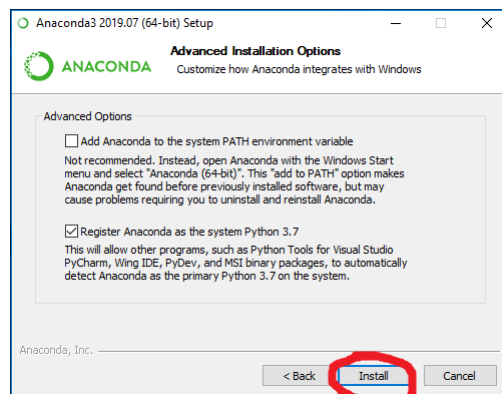 Anaconda3 2019.07 (64-bit) Setup
ANACONDA
Advanced Installation Options
Customize how Anaconda integrates with Windows
Advanced Options
Add Anaconda to the system PATH environment variable
Not recommended. Instead, open Anaconda with the Windows Start
menu and select "Anaconda (64-bit)". This "add to PATH" option makes
Anaconda get found before previously installed software, but may
cause problems requiring you to uninstall and reinstall Anaconda.
Register Anaconda as the system Python 3.7
This will allow other programs, such as Python Tools for Visual Studio
PyCharm, Wing IDE, PyDev, and MSI binary packages, to automatically
detect Anaconda as the primary Python 3.7 on the system.
Anaconda, Inc.
< Back Install Cancel